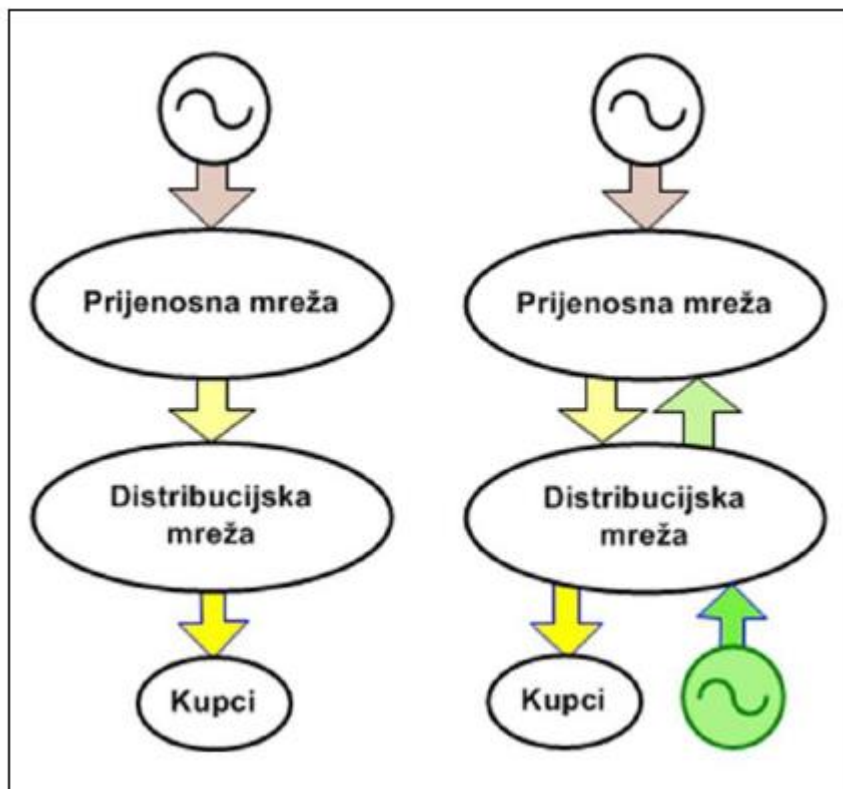 Prijenosna mreža
Distribucijska
mreža
Kupci
Prijenosna mreža
Distribucijska
mreža
Kupci